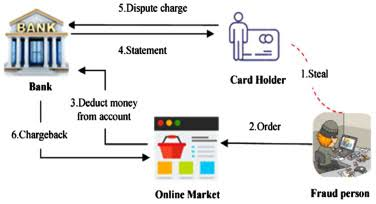 5.Dispute charge
BANK
4.Statement
Bank
Card Holder
1.Steal
3.Deduct money
from account
2.Order
6.Chargeback
Online Market
Fraud person